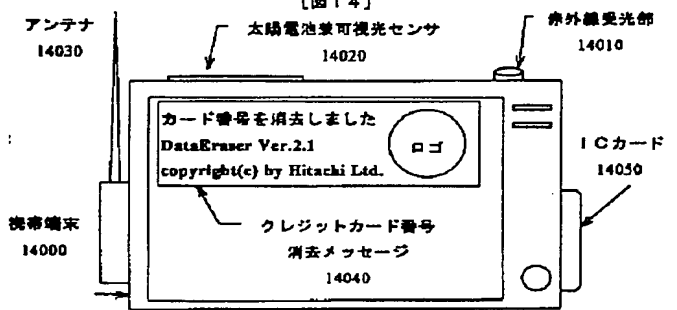 [図14]
アンテナ
14030
太陽電池兼可視光センサ
14020
赤外線受光部
14010
カード番号を消去しました
DataEraser Ver.2.1
copyright(c) by Hitachi Ltd.
ロゴ
ICカード
14050
携帯端末
14000
クレジットカード番号
消去メッセージ
14040